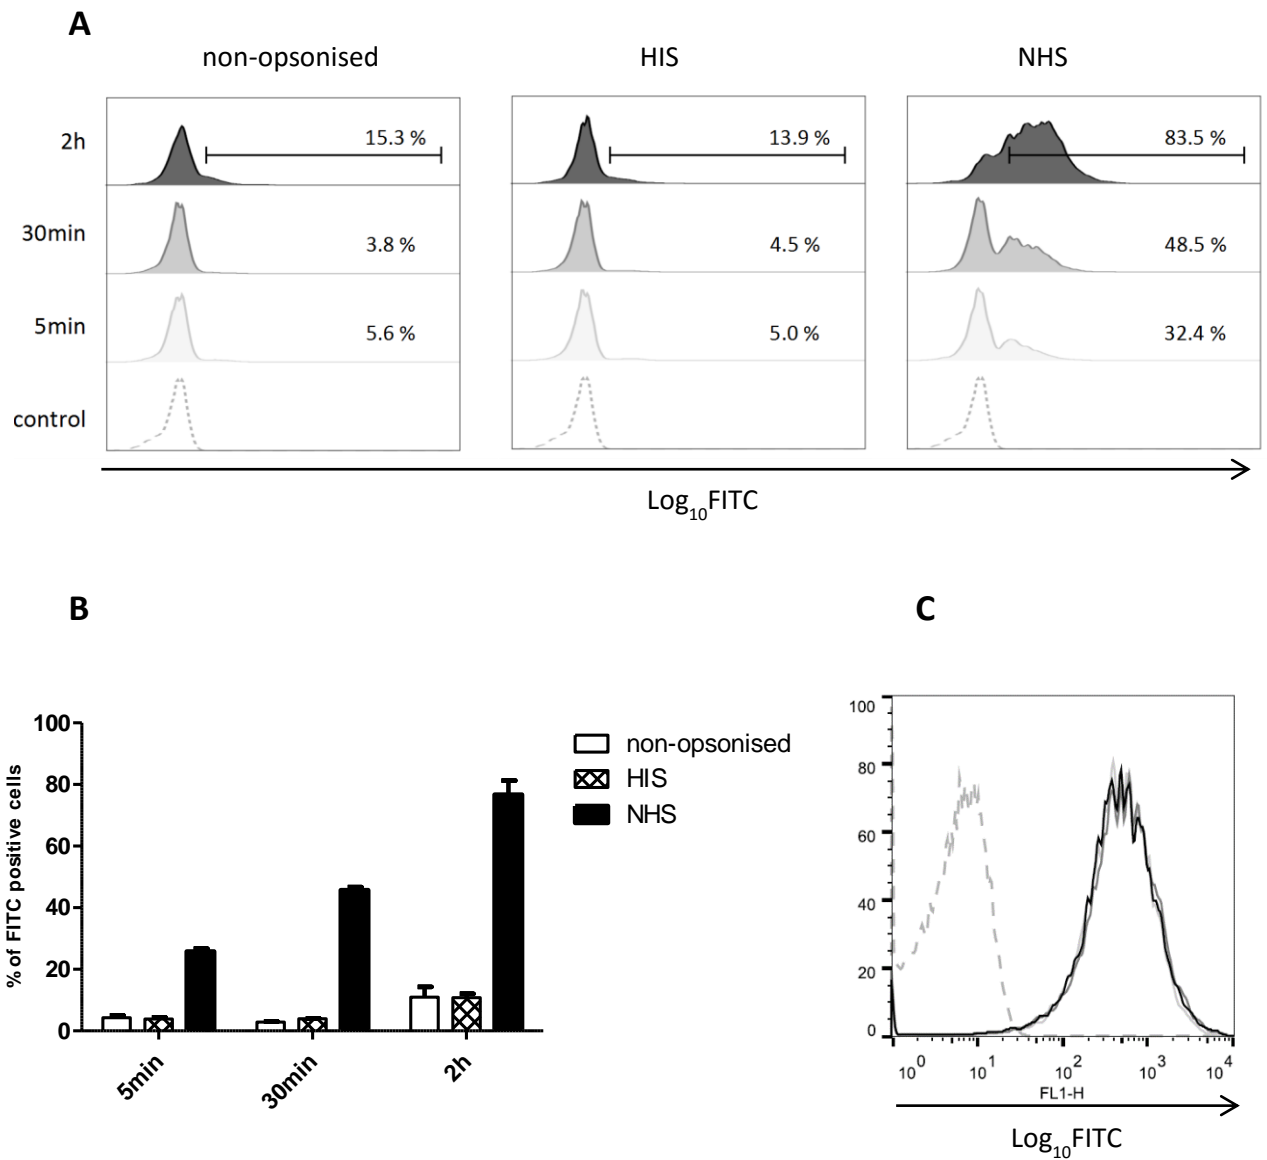 A
non-opsonised HIS NHS
2h 15.3 % 13.9 % 83.5 %
30min 3.8 % 4.5 % 48.5 %
5min 5.6 % 5.0 % 32.4 %
control
Log10FITC
B C
% of FITC positive cells
100
80
60
40
20
0
5min 30min 2h
non-opsonised
HIS
NHS
100
80
60
40
20
0
10^0 10^1 10^2 10^3 10^4
FL1-H
Log10FITC